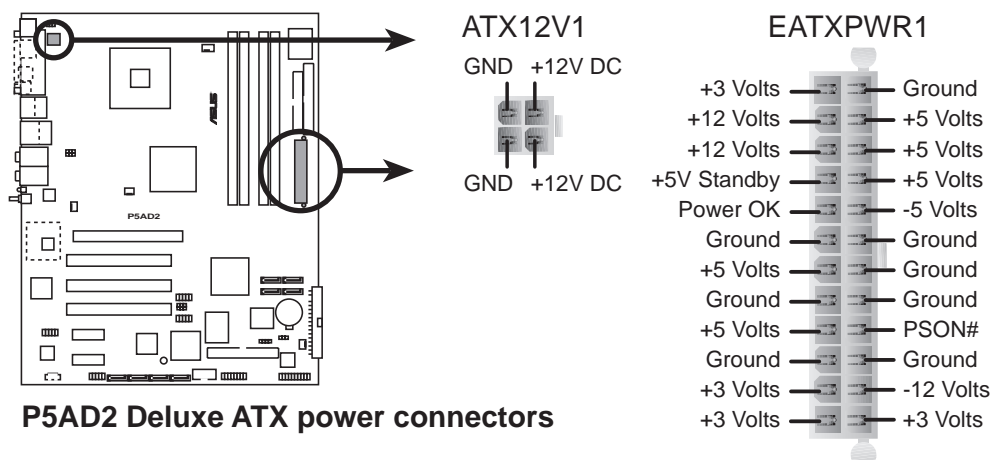 ATX12V1
GND +12V DC
GND +12V DC
EATXPWR1
+3 Volts Ground
+12 Volts +5 Volts
+12 Volts +5 Volts
+5V Standby +5 Volts
Power OK -5 Volts
Ground Ground
+5 Volts Ground
Ground Ground
+5 Volts PSON#
Ground Ground
+3 Volts -12 Volts
+3 Volts +3 Volts
ASUS
P5AD2
P5AD2 Deluxe ATX power connectors